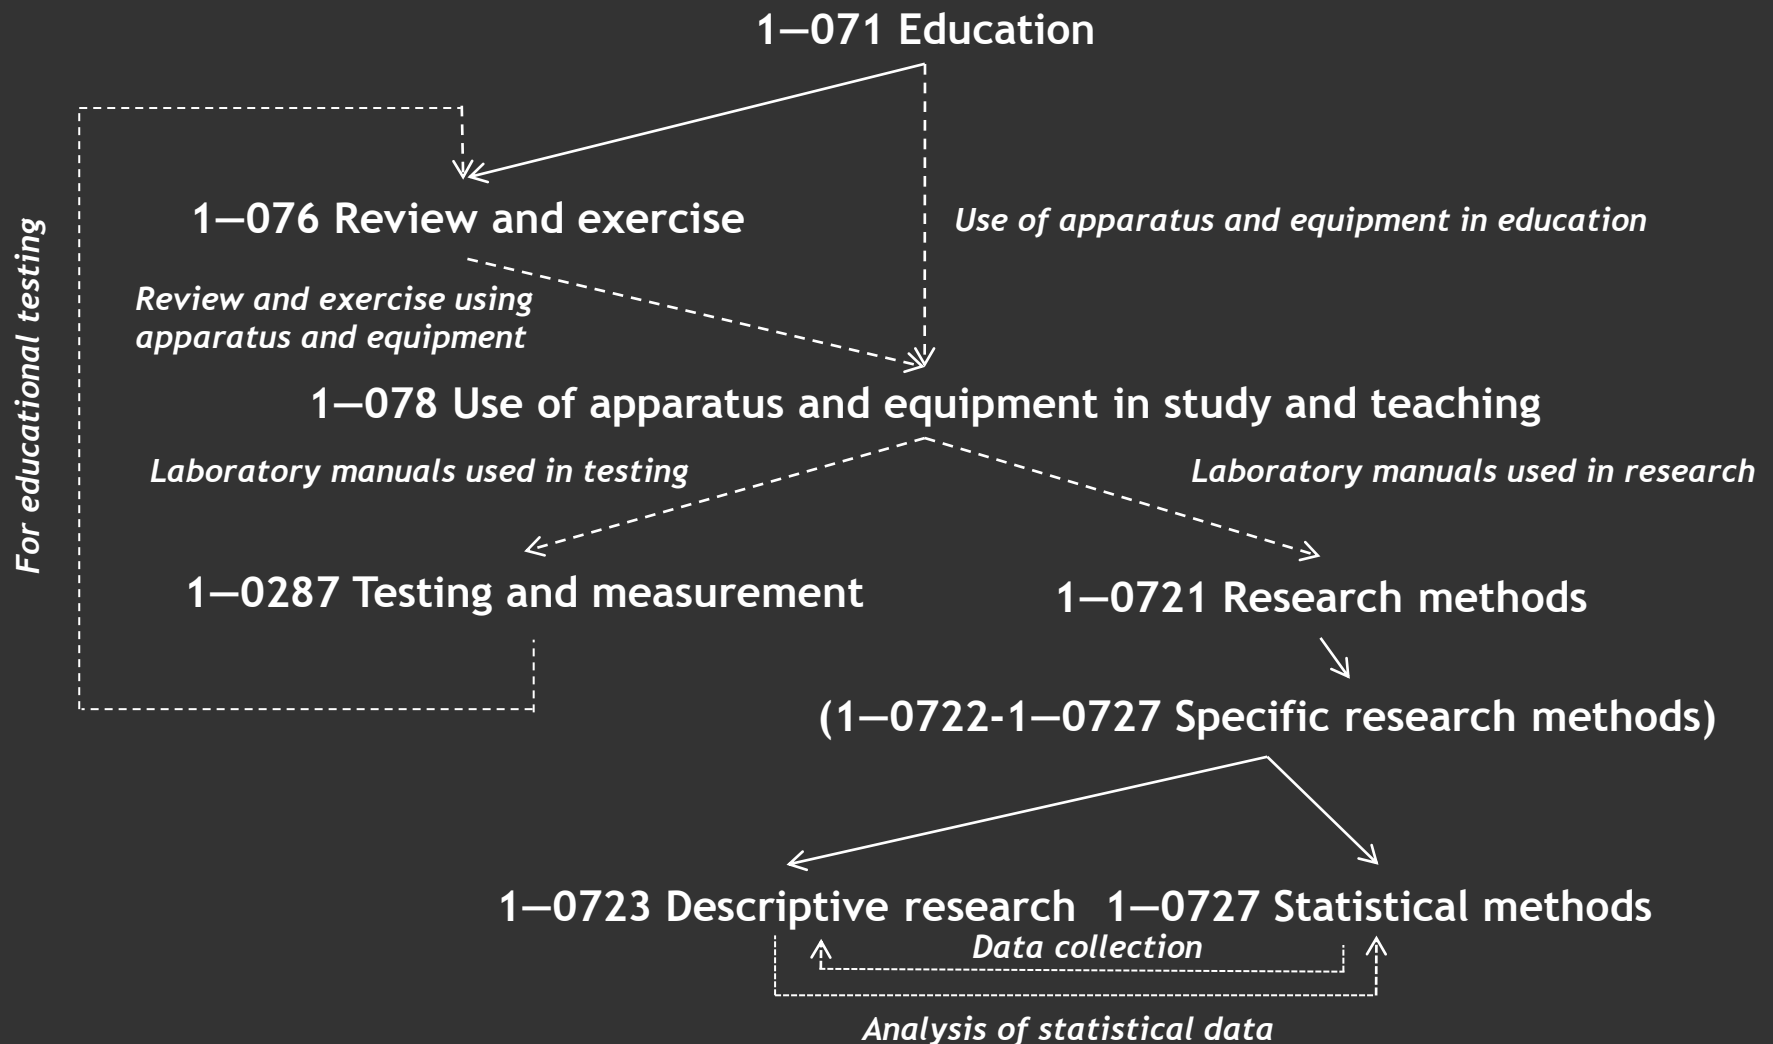 1—071 Education
1—076 Review and exercise
Use of apparatus and equipment in education
For educational testing
Review and exercise using
apparatus and equipment
1—078 Use of apparatus and equipment in study and teaching
Laboratory manuals used in testing
Laboratory manuals used in research
1—0287 Testing and measurement
1—0721 Research methods
(1—0722-1—0727 Specific research methods)
1—0723 Descriptive research
1—0727 Statistical methods
Data collection
Analysis of statistical data